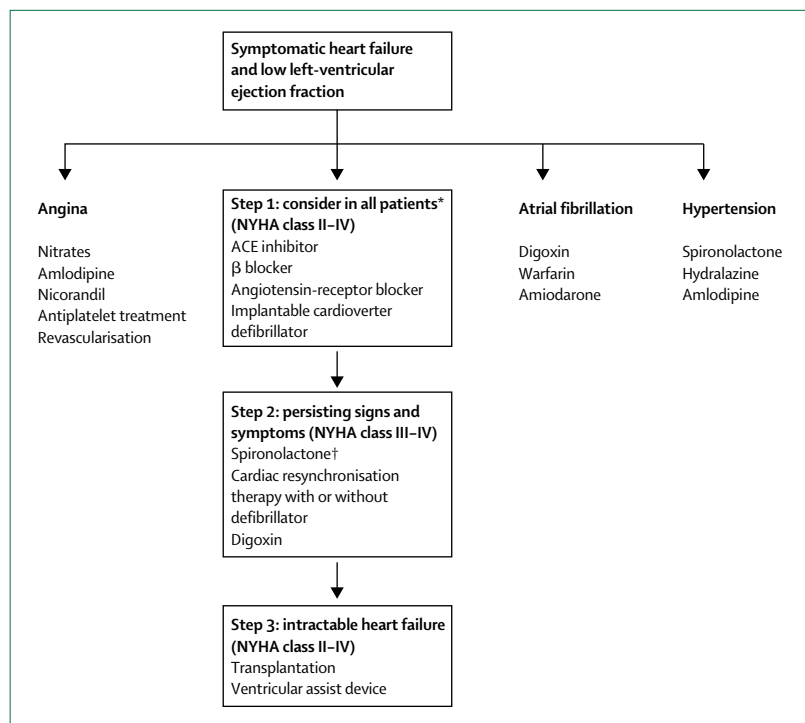 Symptomatic heart failure
and low left-ventricular
ejection fraction
Angina
Nitrates
Amlodipine
Nicorandil
Antiplatelet treatment
Revascularisation
Step 1: consider in all patients*
(NYHA class II–IV)
ACE inhibitor
β blocker
Angiotensin-receptor blocker
Implantable cardioverter
defibrillator
Atrial fibrillation
Digoxin
Warfarin
Amiodarone
Hypertension
Spironolactone
Hydralazine
Amlodipine
Step 2: persisting signs and
symptoms (NYHA class III–IV)
Spironolactone†
Cardiac resynchronisation
therapy with or without
defibrillator
Digoxin
Step 3: intractable heart failure
(NYHA class II–IV)
Transplantation
Ventricular assist device